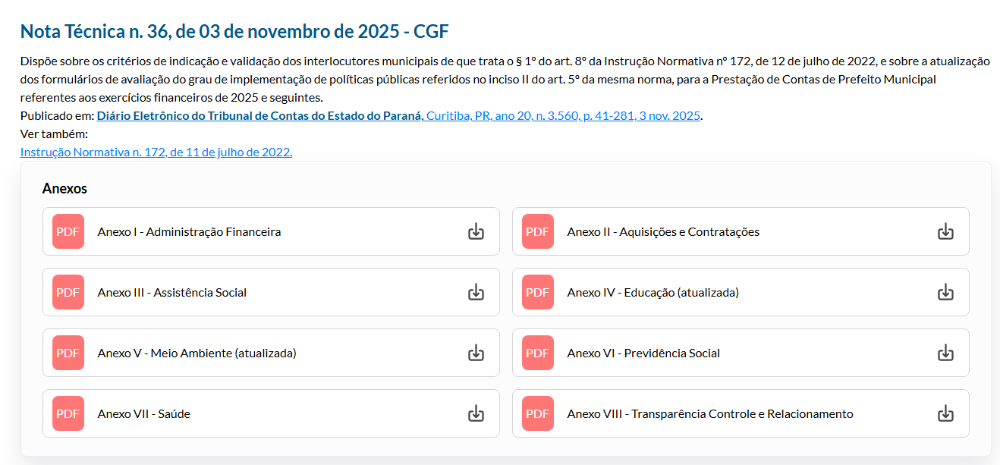 Nota Técnica n. 36, de 03 de novembro de 2025 - CGF
Dispõe sobre os critérios de indicação e validação dos interlocutores municipais de que trata o § 1º do art. 8º da Instrução Normativa nº 172, de 12 de julho de 2022, e sobre a atualização
dos formulários de avaliação do grau de implementação de políticas públicas referidos no inciso II do art. 5º da mesma norma, para a Prestação de Contas de Prefeito Municipal
referentes aos exercícios financeiros de 2025 e seguintes.
Publicado em: Diário Eletrônico do Tribunal de Contas do Estado do Paraná, Curitiba, PR, ano 20, n. 3.560, p. 41-281, 3 nov. 2025.
Ver também:
Instrução Normativa n. 172, de 11 de julho de 2022.
Anexos
PDF Anexo I - Administração Financeira
PDF Anexo II - Aquisições e Contratações
PDF Anexo III - Assistência Social
PDF Anexo IV - Educação (atualizada)
PDF Anexo V - Meio Ambiente (atualizada)
PDF Anexo VI - Previdência Social
PDF Anexo VII - Saúde
PDF Anexo VIII - Transparência Controle e Relacionamento